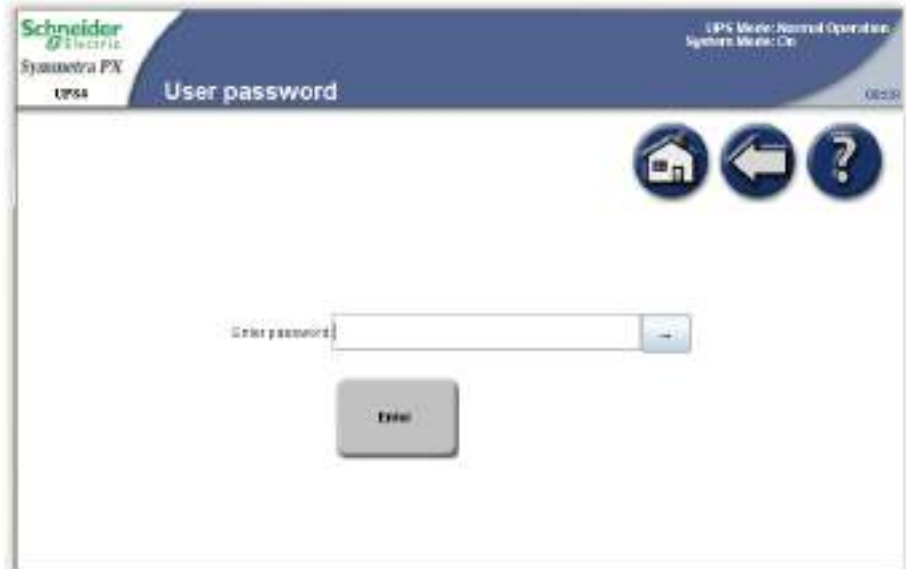 Schneider
Electric
Symmetra PX
UPS4
User password
UPS Mode: Normal Operation
System Mode: On
?
Enter password:
→
Enter